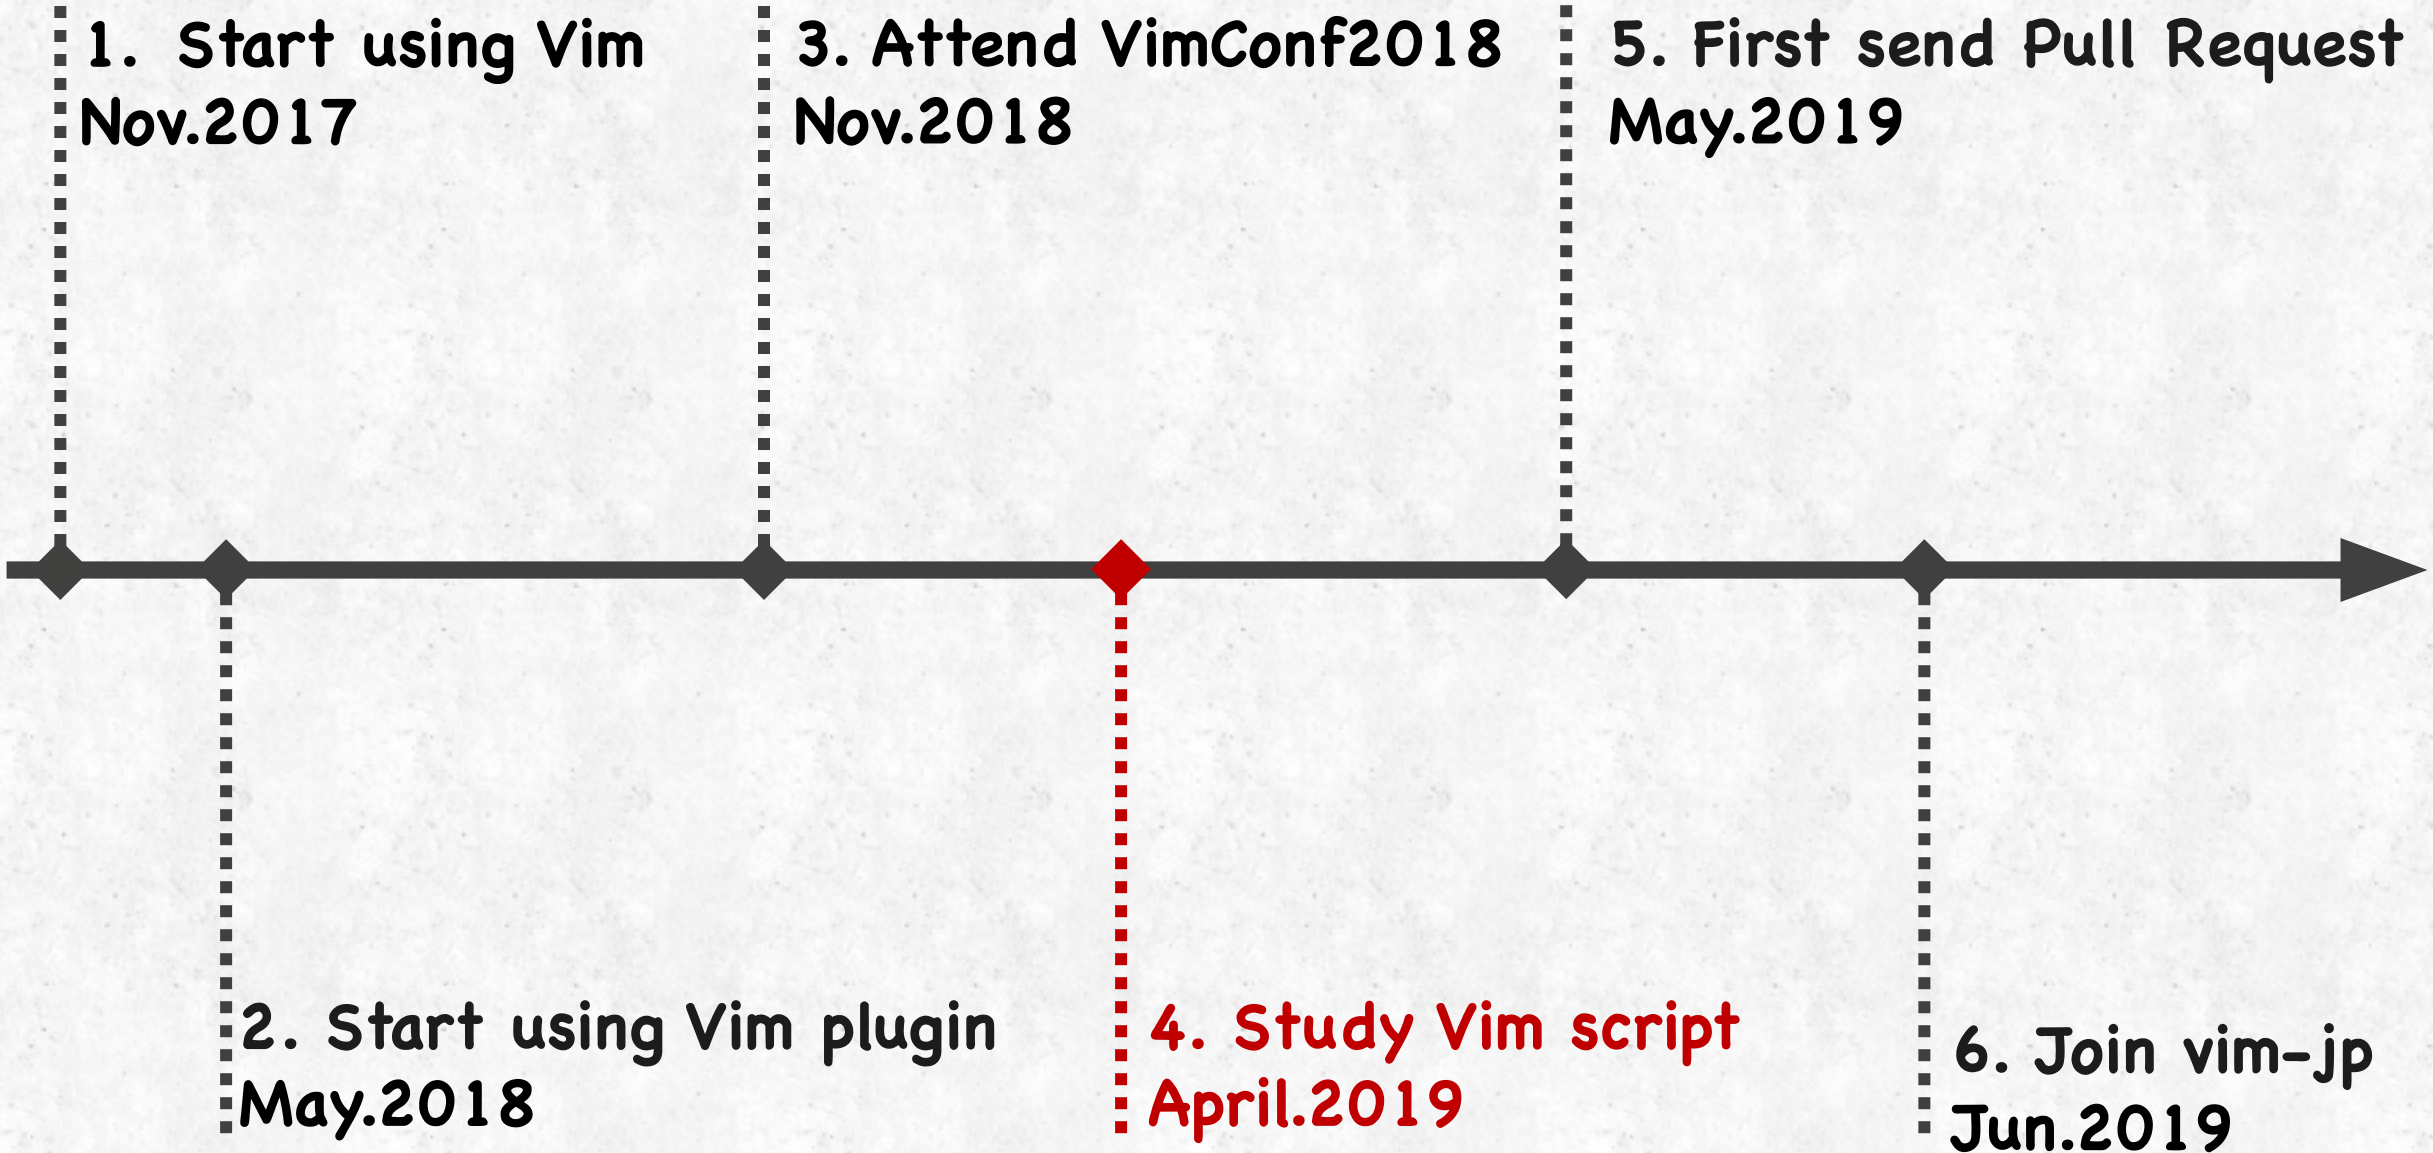 1. Start using Vim
Nov.2017
3. Attend VimConf2018
Nov.2018
5. First send Pull Request
May.2019
2. Start using Vim plugin
May.2018
4. Study Vim script
April.2019
6. Join vim-jp
Jun.2019